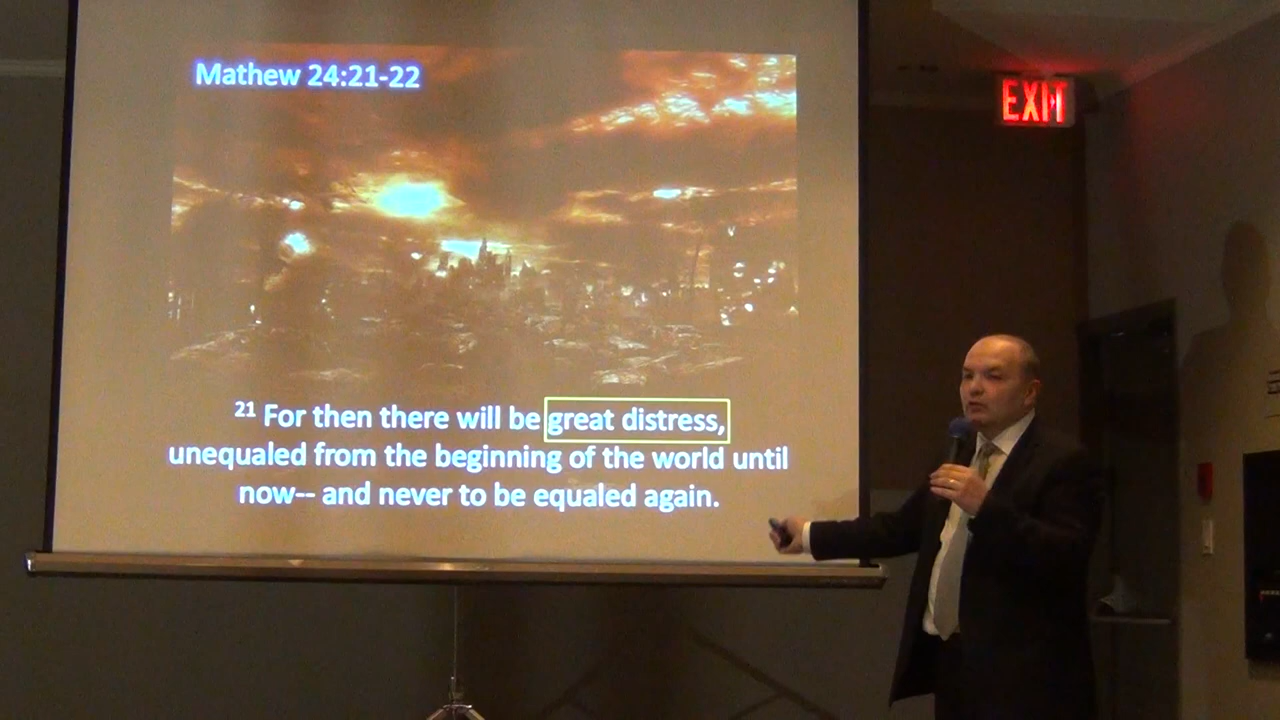 Mathew 24:21-22
EXIT
21 For then there will be great distress,
unequaled from the beginning of the world until
now-- and never to be equaled again.